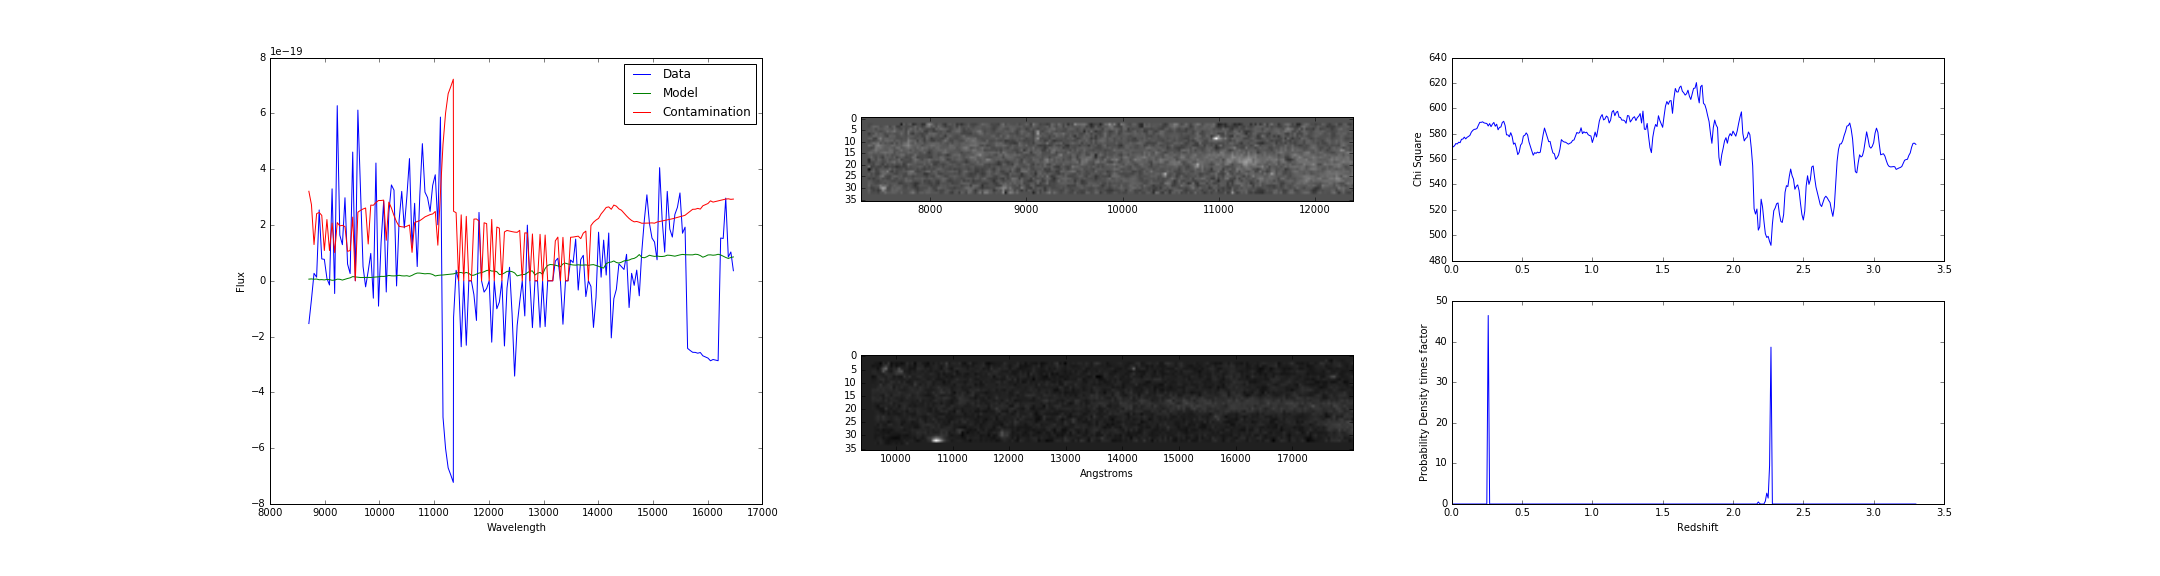 1e−19
8
6
4
2
0
−2
−4
−6
−8
8000 9000 10000 11000 12000 13000 14000 15000 16000 17000
Wavelength
Flux
Data
Model
Contamination
0
5
10
15
20
25
30
35
8000 9000 10000 11000 12000
0
5
10
15
20
25
30
35
10000 11000 12000 13000 14000 15000 16000 17000
Angstroms
640
620
600
580
560
540
520
500
480
0.0 0.5 1.0 1.5 2.0 2.5 3.0 3.5
Chi Square
50
40
30
20
10
0
0.0 0.5 1.0 1.5 2.0 2.5 3.0 3.5
Probability Density times factor
Redshift